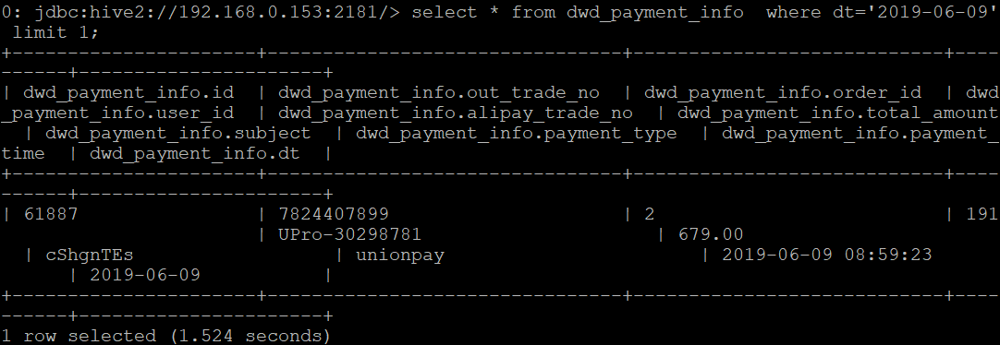 0: jdbc:hive2://192.168.0.153:2181/> select * from dwd_payment_info  where dt='2019-06-09'
 limit 1;
+-----------------------+--------------------------------+----------------------------+----
------+----------------------+
| dwd_payment_info.id  | dwd_payment_info.out_trade_no  | dwd_payment_info.order_id  | dwd
_payment_info.user_id  | dwd_payment_info.alipay_trade_no  | dwd_payment_info.total_amount
  | dwd_payment_info.subject  | dwd_payment_info.payment_type  | dwd_payment_info.payment_
time  | dwd_payment_info.dt  |
+-----------------------+--------------------------------+----------------------------+----
------+----------------------+
| 61887                | 7824407899                     | 2                          | 191
                       | UPro-30298781                     | 679.00
  | cShgnTEs                  | unionpay                       | 2019-06-09 08:59:23
      | 2019-06-09           |
+-----------------------+--------------------------------+----------------------------+----
------+----------------------+
1 row selected (1.524 seconds)